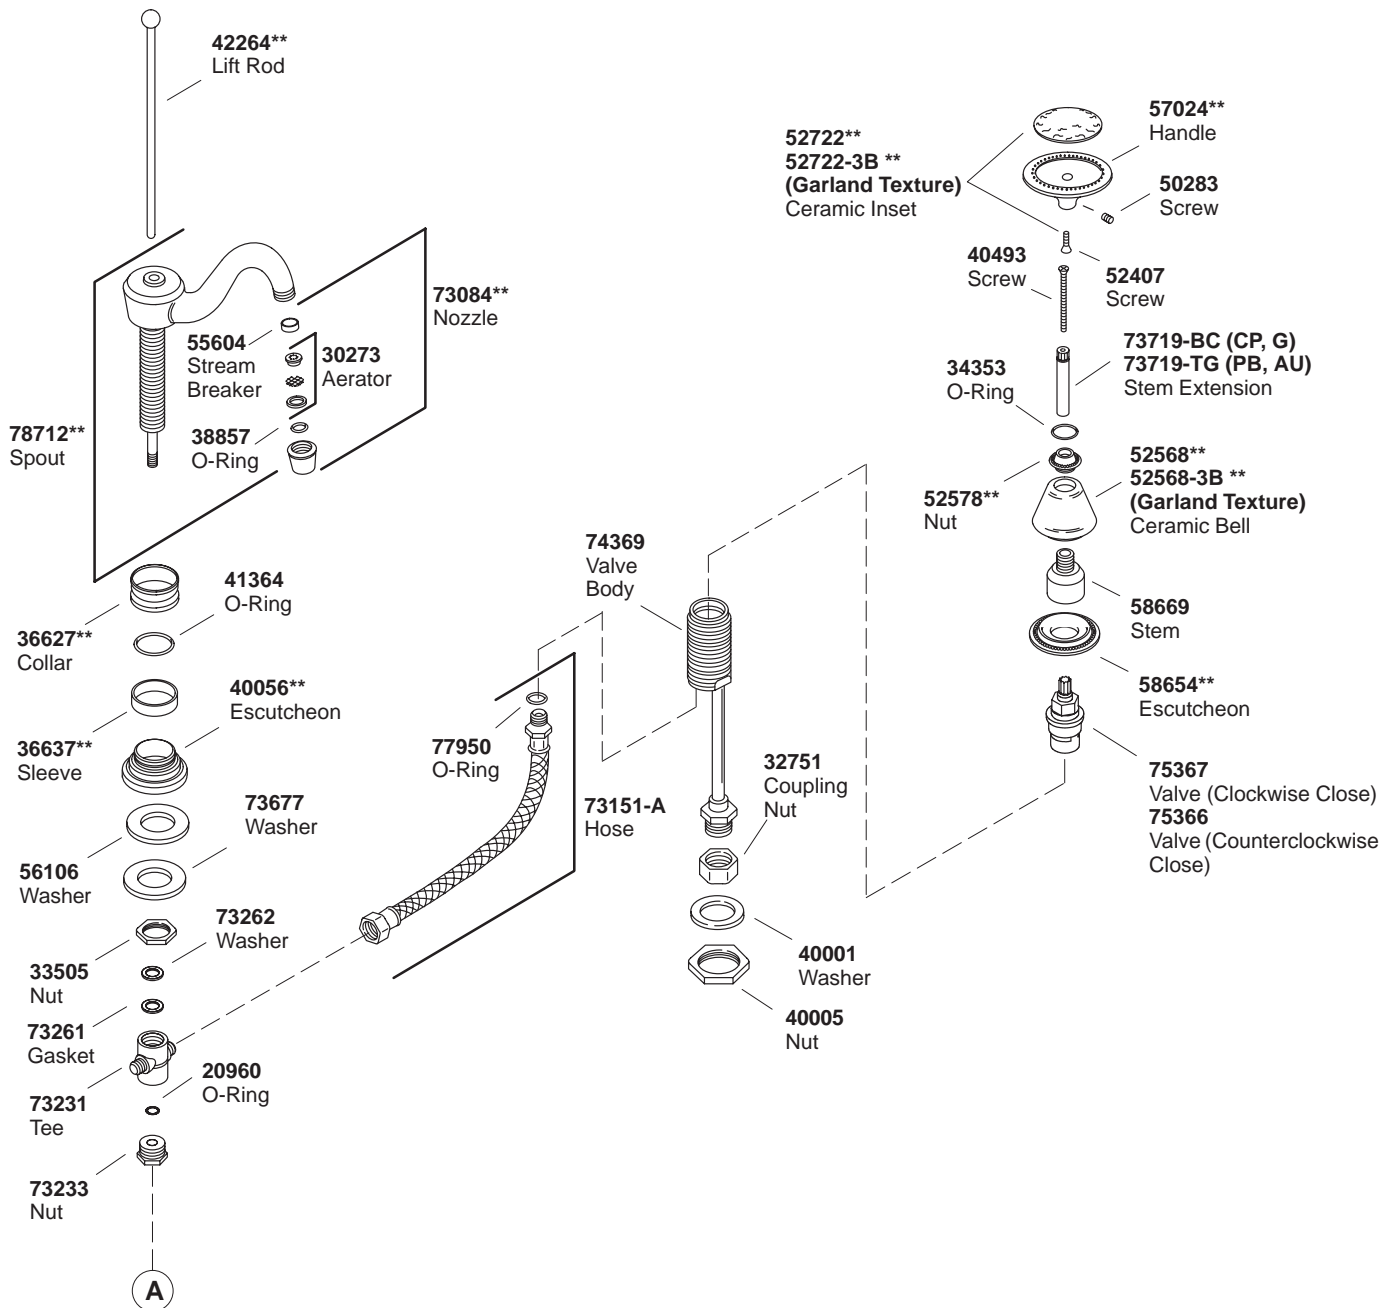 42264**
Lift Rod
57024**
Handle
52722**
52722-3B **
(Garland Texture)
Ceramic Inset
50283
Screw
40493
Screw
52407
Screw
73084**
Nozzle
55604
Stream
Breaker
30273
Aerator
73719-BC (CP, G)
73719-TG (PB, AU)
Stem Extension
34353
O-Ring
78712**
Spout
38857
O-Ring
52568**
52568-3B **
(Garland Texture)
Ceramic Bell
52578**
Nut
74369
Valve
Body
41364
O-Ring
58669
Stem
36627**
Collar
40056**
Escutcheon
58654**
Escutcheon
36637**
Sleeve
77950
O-Ring
32751
Coupling
Nut
75367
Valve (Clockwise Close)
75366
Valve (Counterclockwise
Close)
73677
Washer
73151-A
Hose
56106
Washer
73262
Washer
40001
Washer
33505
Nut
40005
Nut
73261
Gasket
20960
O-Ring
73231
Tee
73233
Nut
A